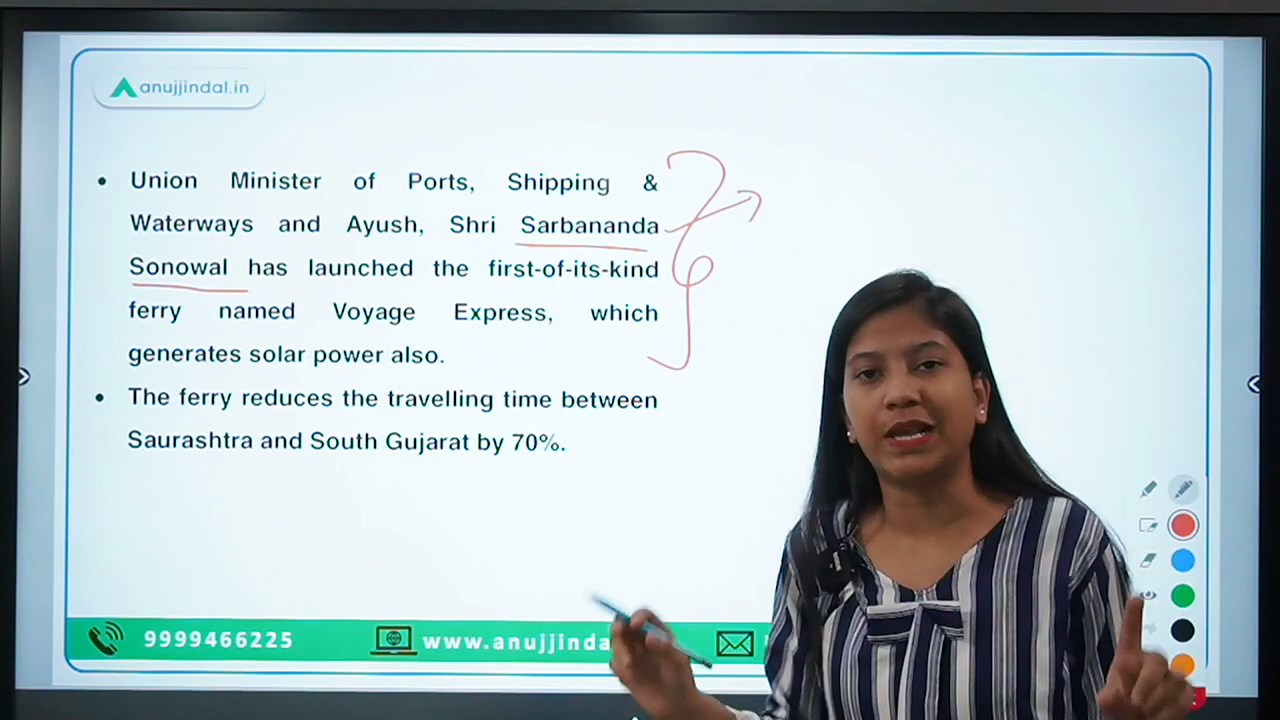 anujjindal.in
• Union Minister of Ports, Shipping &
Waterways and Ayush, Shri Sarbananda
Sonowal has launched the first-of-its-kind
ferry named Voyage Express, which
generates solar power also.
• The ferry reduces the travelling time between
Saurashtra and South Gujarat by 70%.
9999466225
www.anujjinda